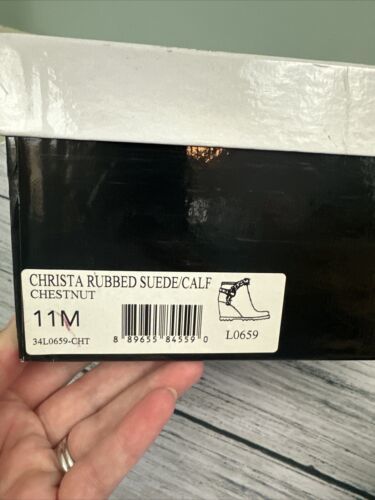 CHRISTA RUBBED SUEDE/CALF
CHESTNUT
11M
34L0659-CHT
8 89655 84559 0
L0659